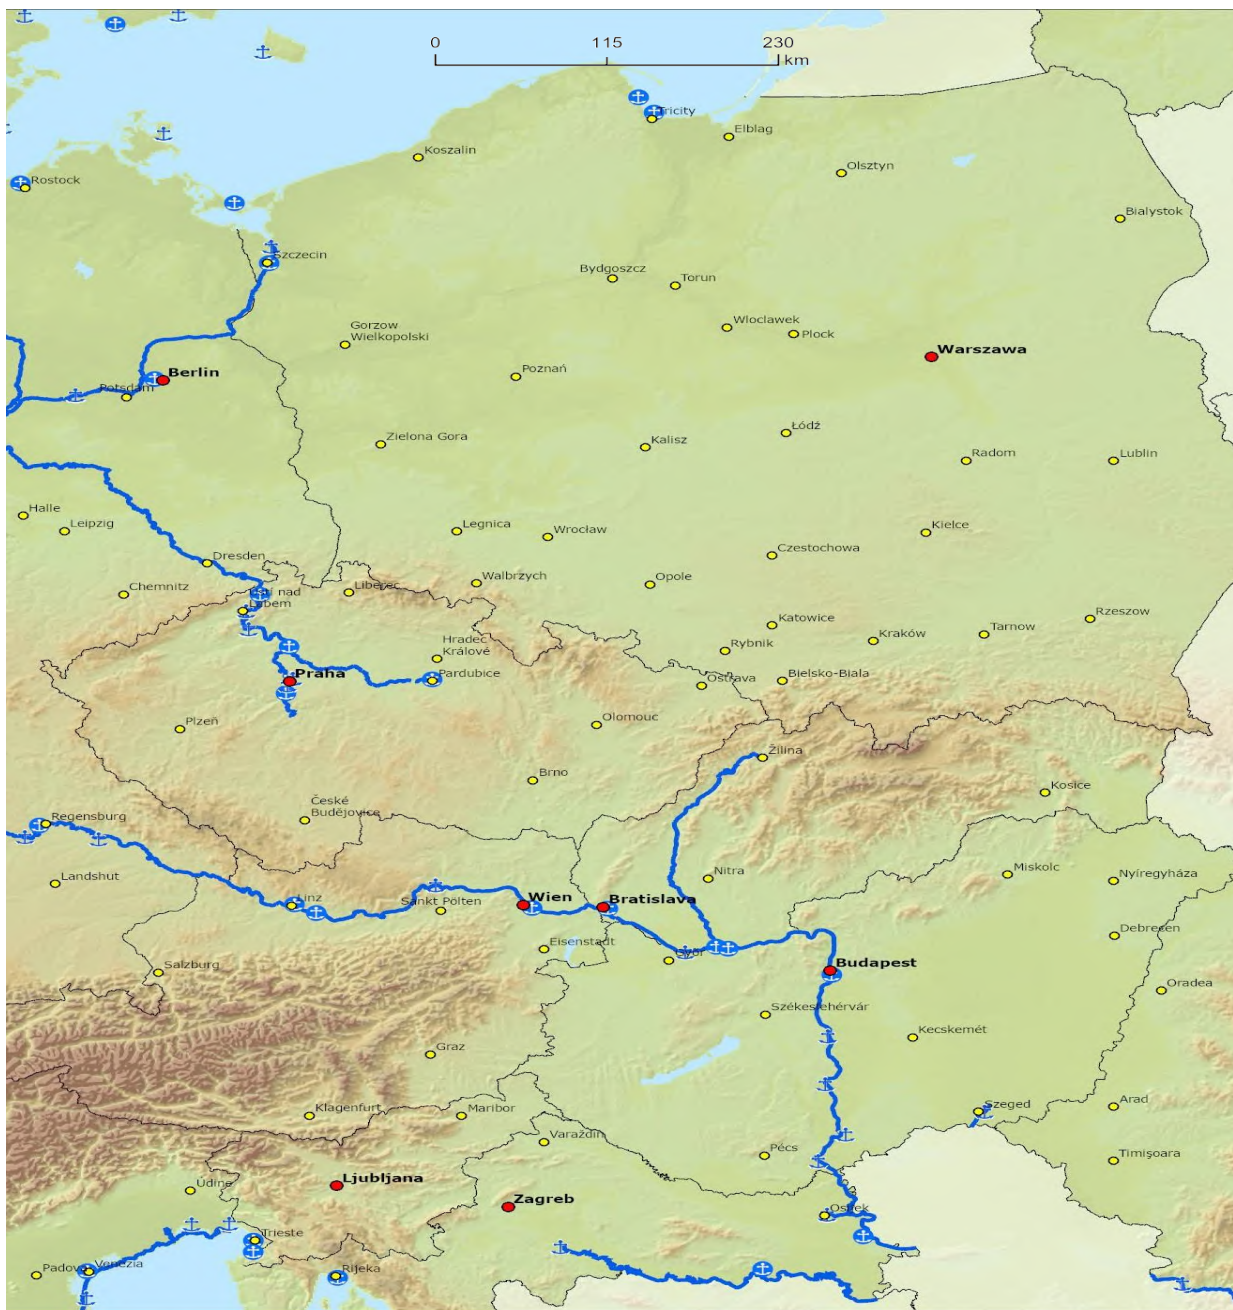 0 115 230
km
Tricity
Elblag
Koszalin
Olsztyn
Rostock
Bialystok
Szczecin
Bydgoszcz
Torun
Gorzow
Wielkopolski
Wloclawek
Plock
Warszawa
Berlin
Poznań
Potsdam
Zielona Gora
Kalisz
Łódź
Radom
Lublin
Halle
Leipzig
Legnica
Wrocław
Kielce
Dresden
Czestochowa
Chemnitz
Ústí nad
Labem
Liberec
Walbrzych
Opole
Katowice
Kraków
Tarnow
Rzeszow
Hradec
Králové
Rybnik
Praha
Pardubice
Ostrava
Bielsko-Biala
Plzeň
Olomouc
Žilina
Brno
Kosice
České
Budějovice
Regensburg
Landshut
Nitra
Miskolc
Nyíregyháza
Linz
Sankt Pölten
Wien
Bratislava
Eisenstadt
Győr
Debrecen
Salzburg
Budapest
Oradea
Székesfehérvár
Kecskemét
Graz
Klagenfurt
Maribor
Szeged
Arad
Varaždin
Pécs
Timişoara
Udine
Ljubljana
Zagreb
Osijek
Trieste
Padova
Venezia
Rijeka